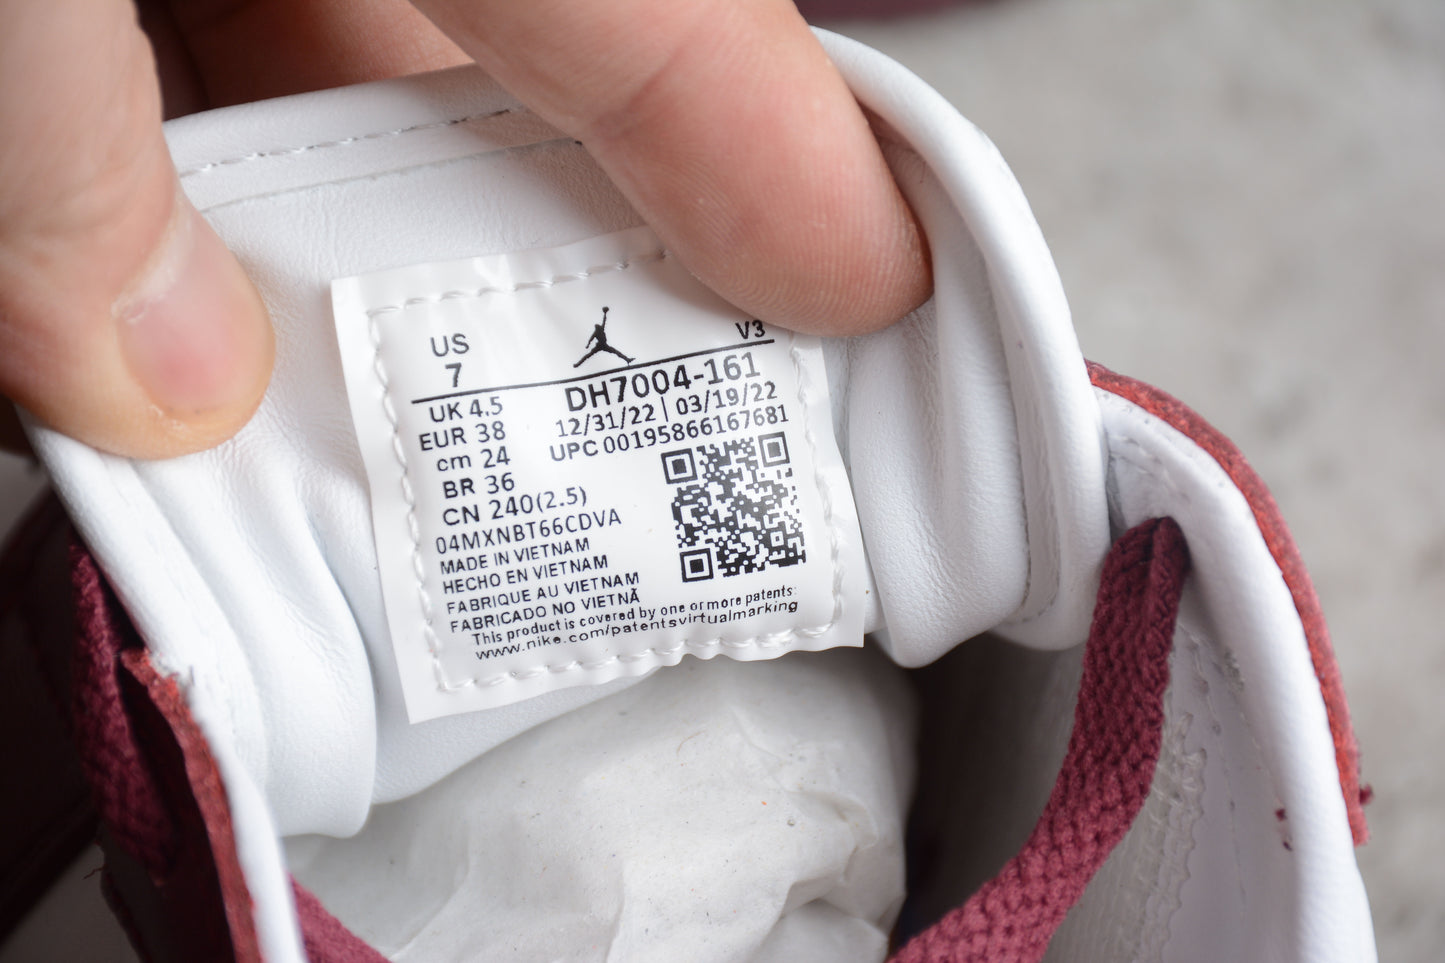 US
7
V3
UK 4.5
EUR 38
cm 24
BR 36
CN 240(2.5)
DH7004-161
12/31/22 | 03/19/22
UPC 00195866167681
04MXNBT66CDVA
MADE IN VIETNAM
HECHO EN VIETNAM
FABRIQUE AU VIETNAM
FABRICADO NO VIETNÃ
This product is covered by one or more patents:
www.nike.com/patentsvirtualmarking